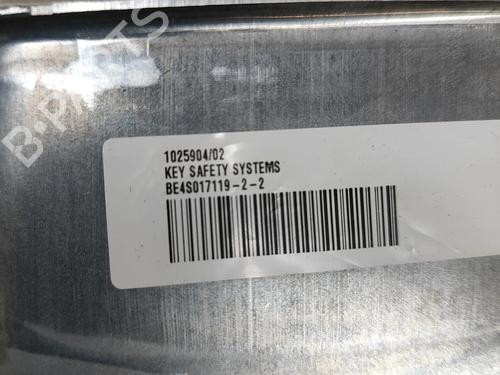 B-PARTS
1025904/02
KEY SAFETY SYSTEMS
BE4S017119-2-2